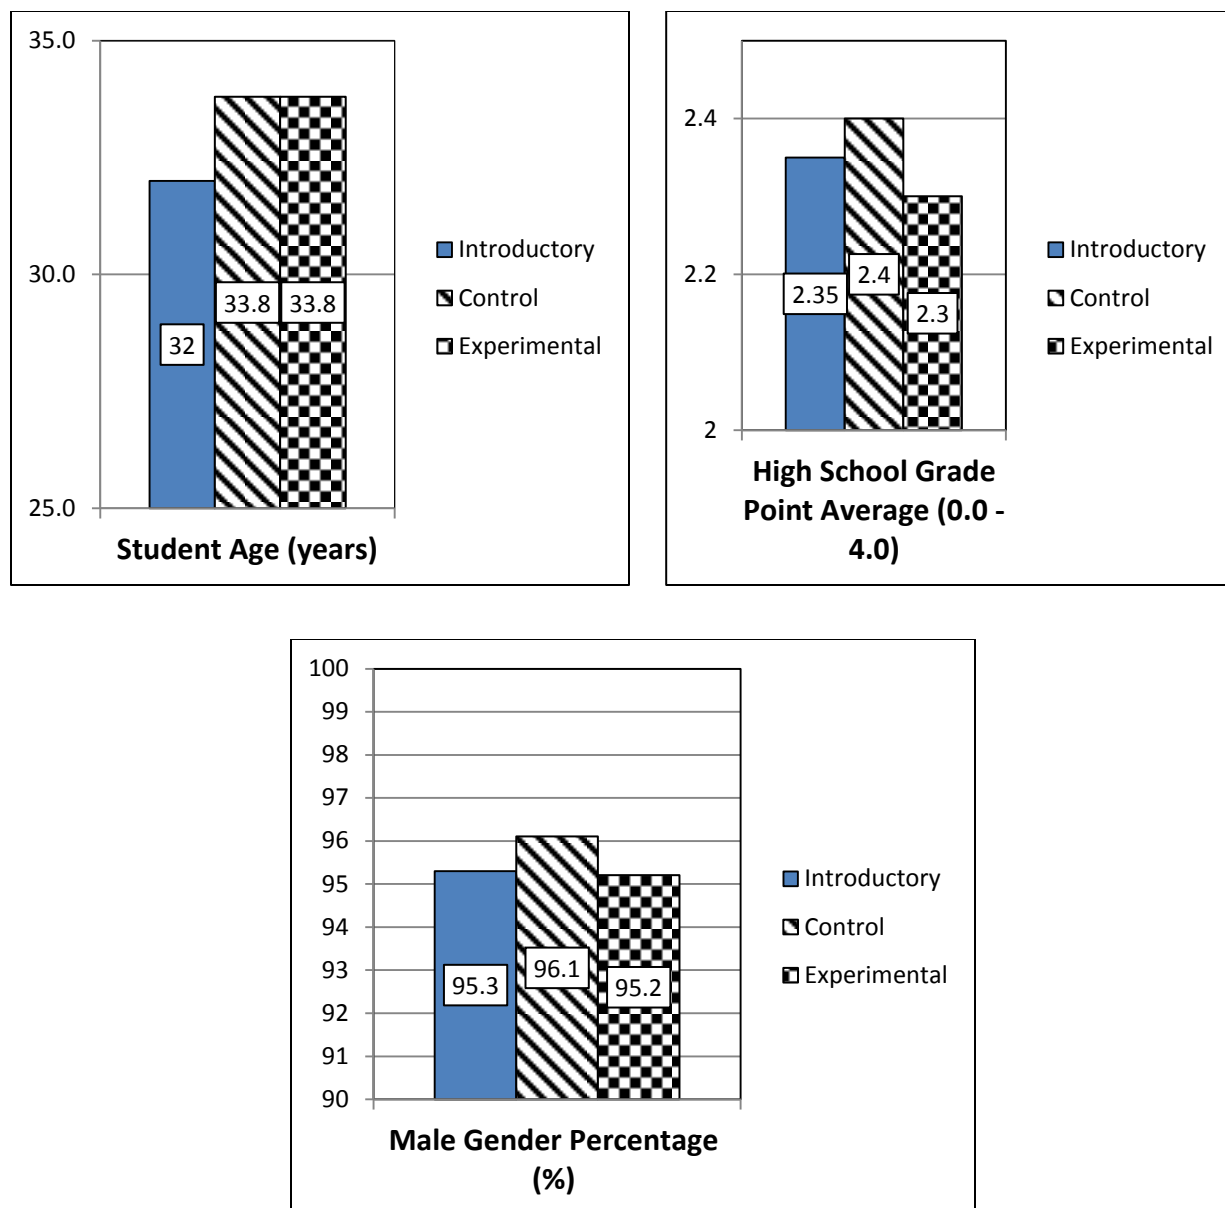 35.0
30.0
25.0
32
33.8
33.8
Student Age (years)
Introductory
Control
Experimental
2.4
2.2
2
2.35
2.4
2.3
High School Grade
Point Average (0.0 -
4.0)
Introductory
Control
Experimental
100
99
98
97
96
95
94
93
92
91
90
95.3
96.1
95.2
Male Gender Percentage
(%)
Introductory
Control
Experimental